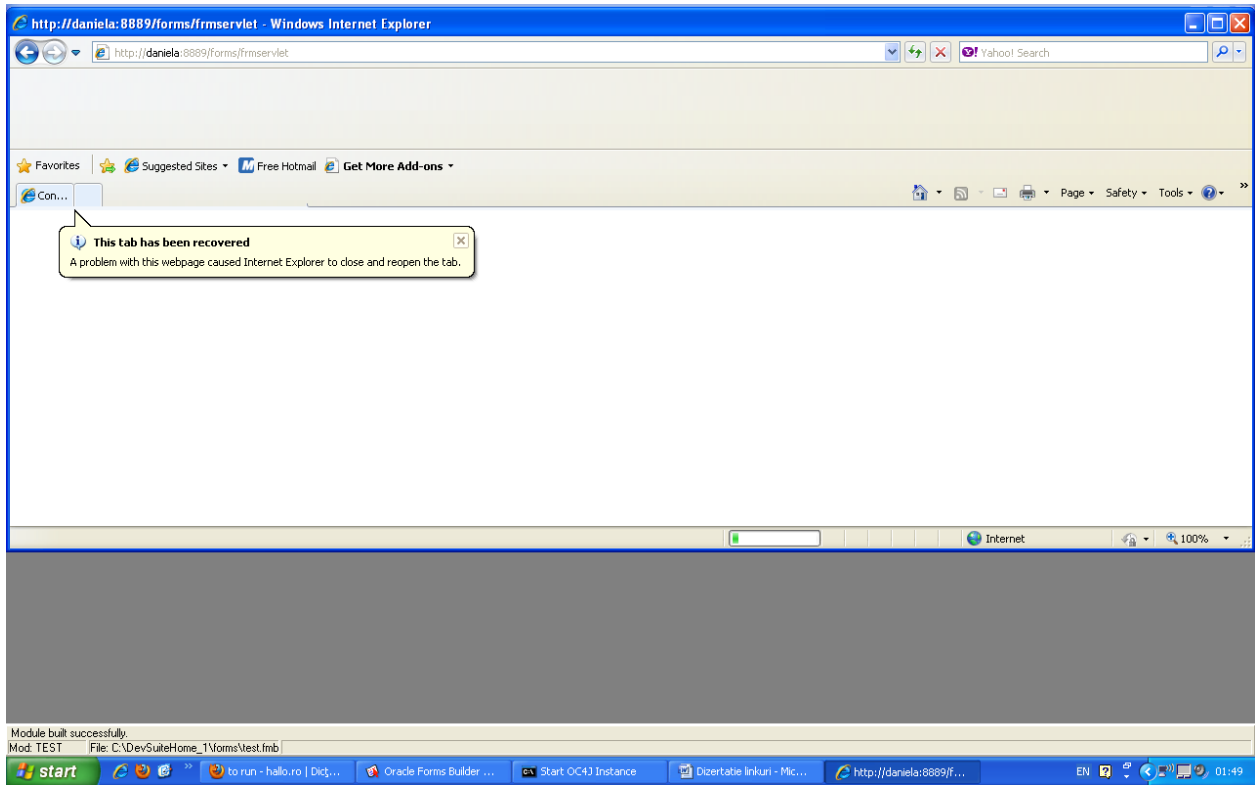 http://daniela:8889/forms/frmservlet - Windows Internet Explorer
http://daniela:8889/forms/frmservlet
Yahoo! Search
Favorites
Suggested Sites
Free Hotmail
Get More Add-ons
Con...
Page
Safety
Tools
»
This tab has been recovered
A problem with this webpage caused Internet Explorer to close and reopen the tab.
Internet
100%
Module built successfully.
Mod: TEST
File: C:\DevSuiteHome_1\forms\test.fmb
start
»
to run - hallo.ro | Dicţ...
Oracle Forms Builder ...
Start OC4J Instance
Dizertatie linkuri - Mic...
http://daniela:8889/f...
EN
01:49